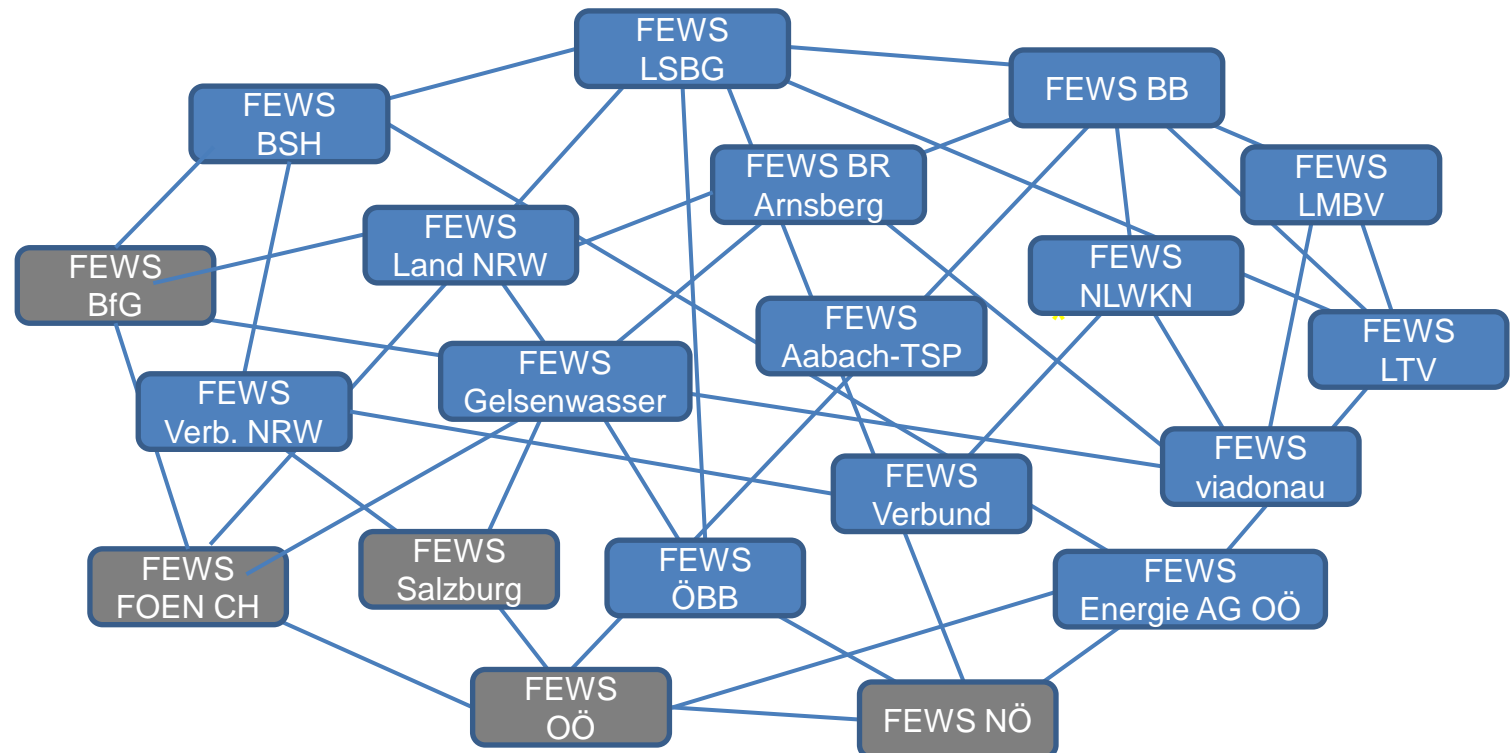 FEWS
LSBG
FEWS BB
FEWS
BSH
FEWS BR
Arnsberg
FEWS
LMBV
FEWS
Land NRW
FEWS
BfG
FEWS
NLWKN
FEWS
Aabach-TSP
FEWS
LTV
FEWS
Gelsenwasser
FEWS
Verb. NRW
FEWS
viadonau
FEWS
Verbund
FEWS
Salzburg
FEWS
ÖBB
FEWS
FOEN CH
FEWS
Energie AG OÖ
FEWS
OÖ
FEWS NÖ